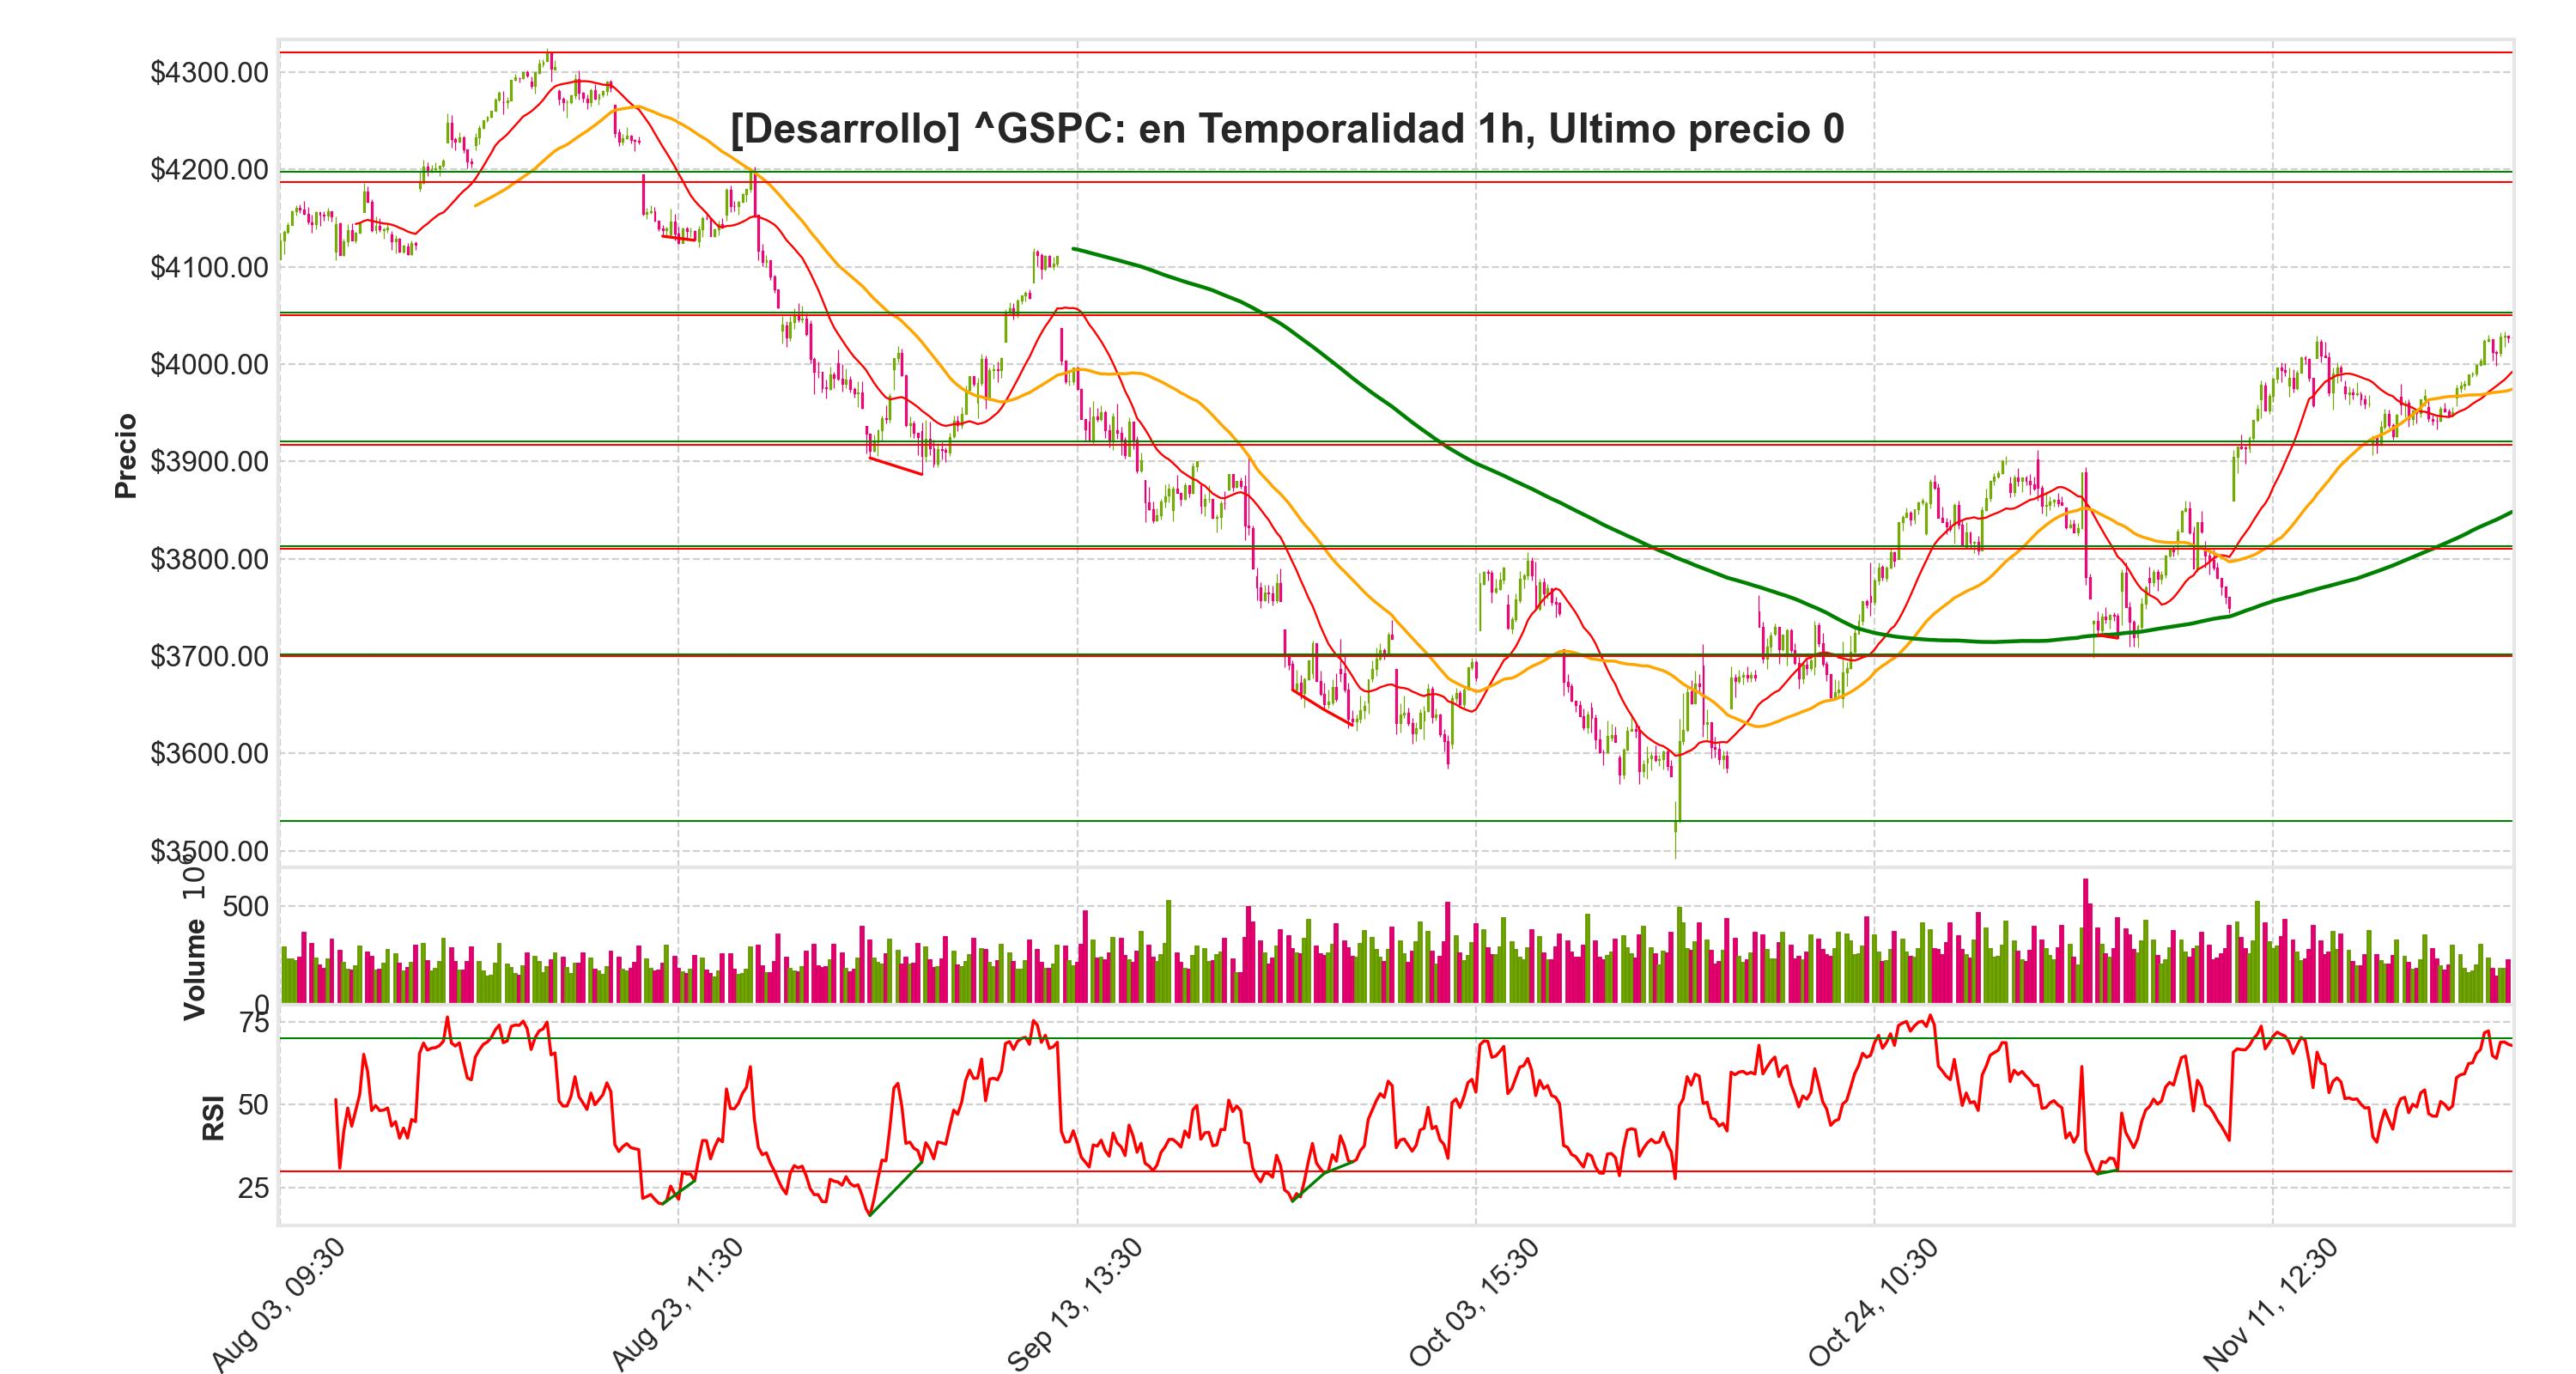 [Desarrollo] ^GSPC: en Temporalidad 1h, Ultimo precio 0
Precio
$4300.00
$4200.00
$4100.00
$4000.00
$3900.00
$3800.00
$3700.00
$3600.00
$3500.00
Volume 10⁶
500
0
RSI
75
50
25
Aug 03, 09:30
Aug 23, 11:30
Sep 13, 13:30
Oct 03, 15:30
Oct 24, 10:30
Nov 11, 12:30